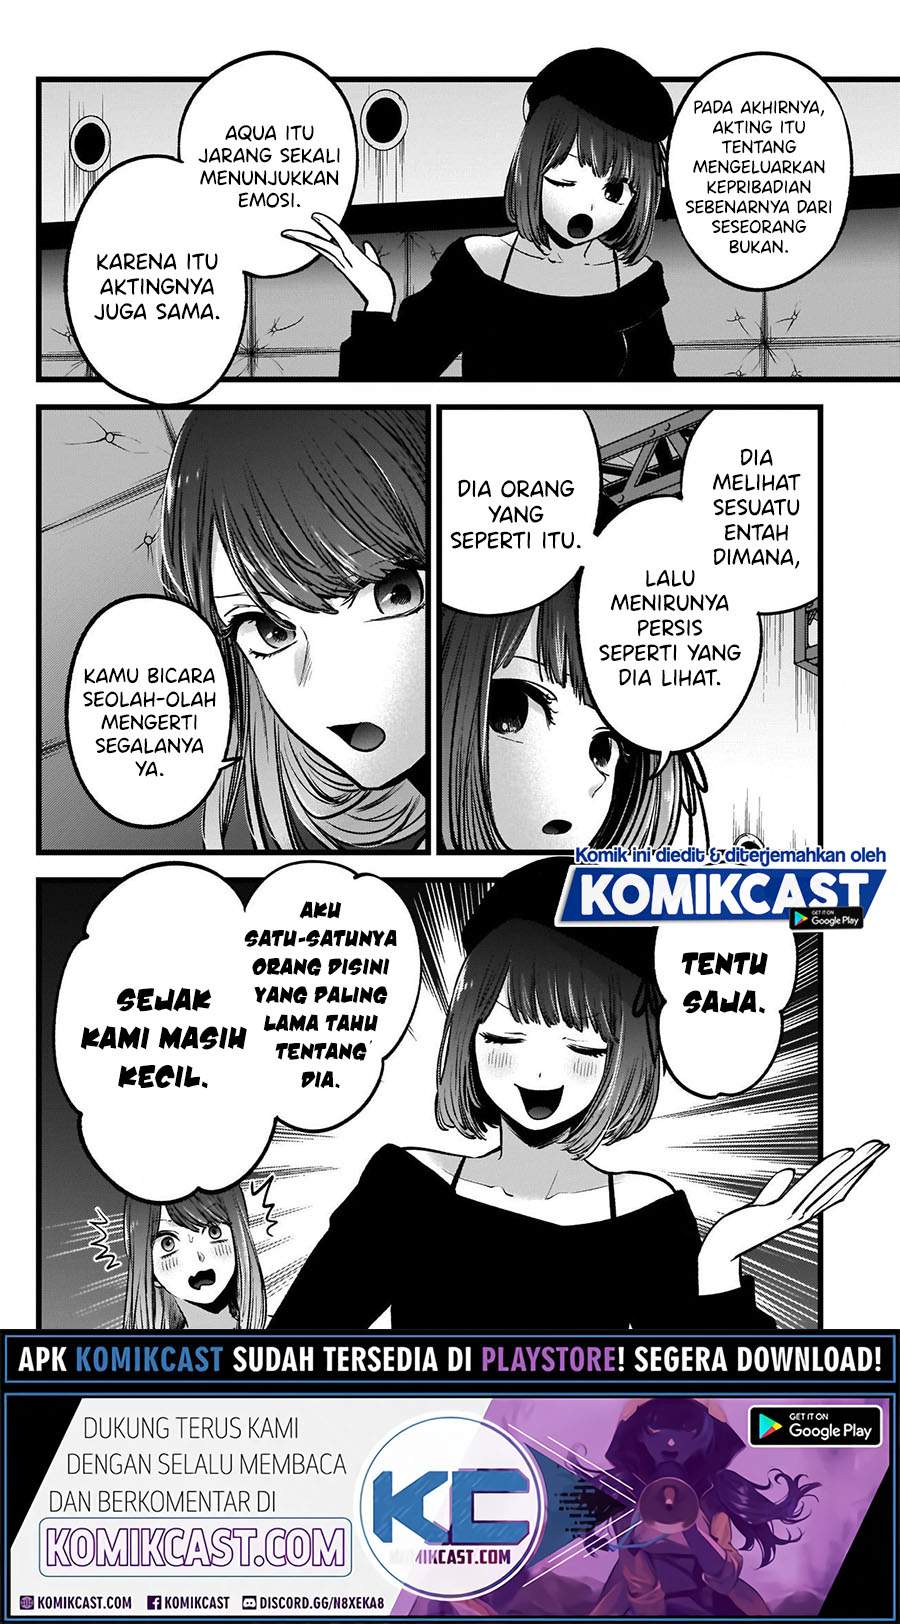 PADA AKHIRNYA,
AKTING ITU
TENTANG
MENGELUARKAN
KEPRIBADIAN
SEBENARNYA DARI
SESEORANG
BUKAN.
AQUA ITU
JARANG SEKALI
MENUNJUKKAN
EMOSI.
KARENA ITU
AKTINGNYA
JUGA SAMA.
DIA
MELIHAT
SESUATU
ENTAH
DIMANA,
LALU
MENIRUNYA
PERSIS
SEPERTI YANG
DIA LIHAT.
DIA ORANG
YANG
SEPERTI ITU.
KAMU BICARA
SEOLAH-OLAH
MENGERTI
SEGALANYA
YA.
Komik ini diedit & diterjemahkan oleh
KOMIKCAST
GET IT ON
Google Play
TENTU
SAJA.
AKU
SATU-SATUNYA
ORANG DISINI
YANG PALING
LAMA TAHU
TENTANG
DIA.
SEJAK
KAMI MASIH
KECIL.
APK KOMIKCAST SUDAH TERSEDIA DI PLAYSTORE! SEGERA DOWNLOAD!
DUKUNG TERUS KAMI
DENGAN SELALU MEMBACA
DAN BERKOMENTAR DI
KOMIKCAST.COM
KC
KOMIKCAST.COM
GET IT ON
Google Play
KOMIKCAST.COM
KOMIKCAST
DISCORD.GG/N8XEKA8